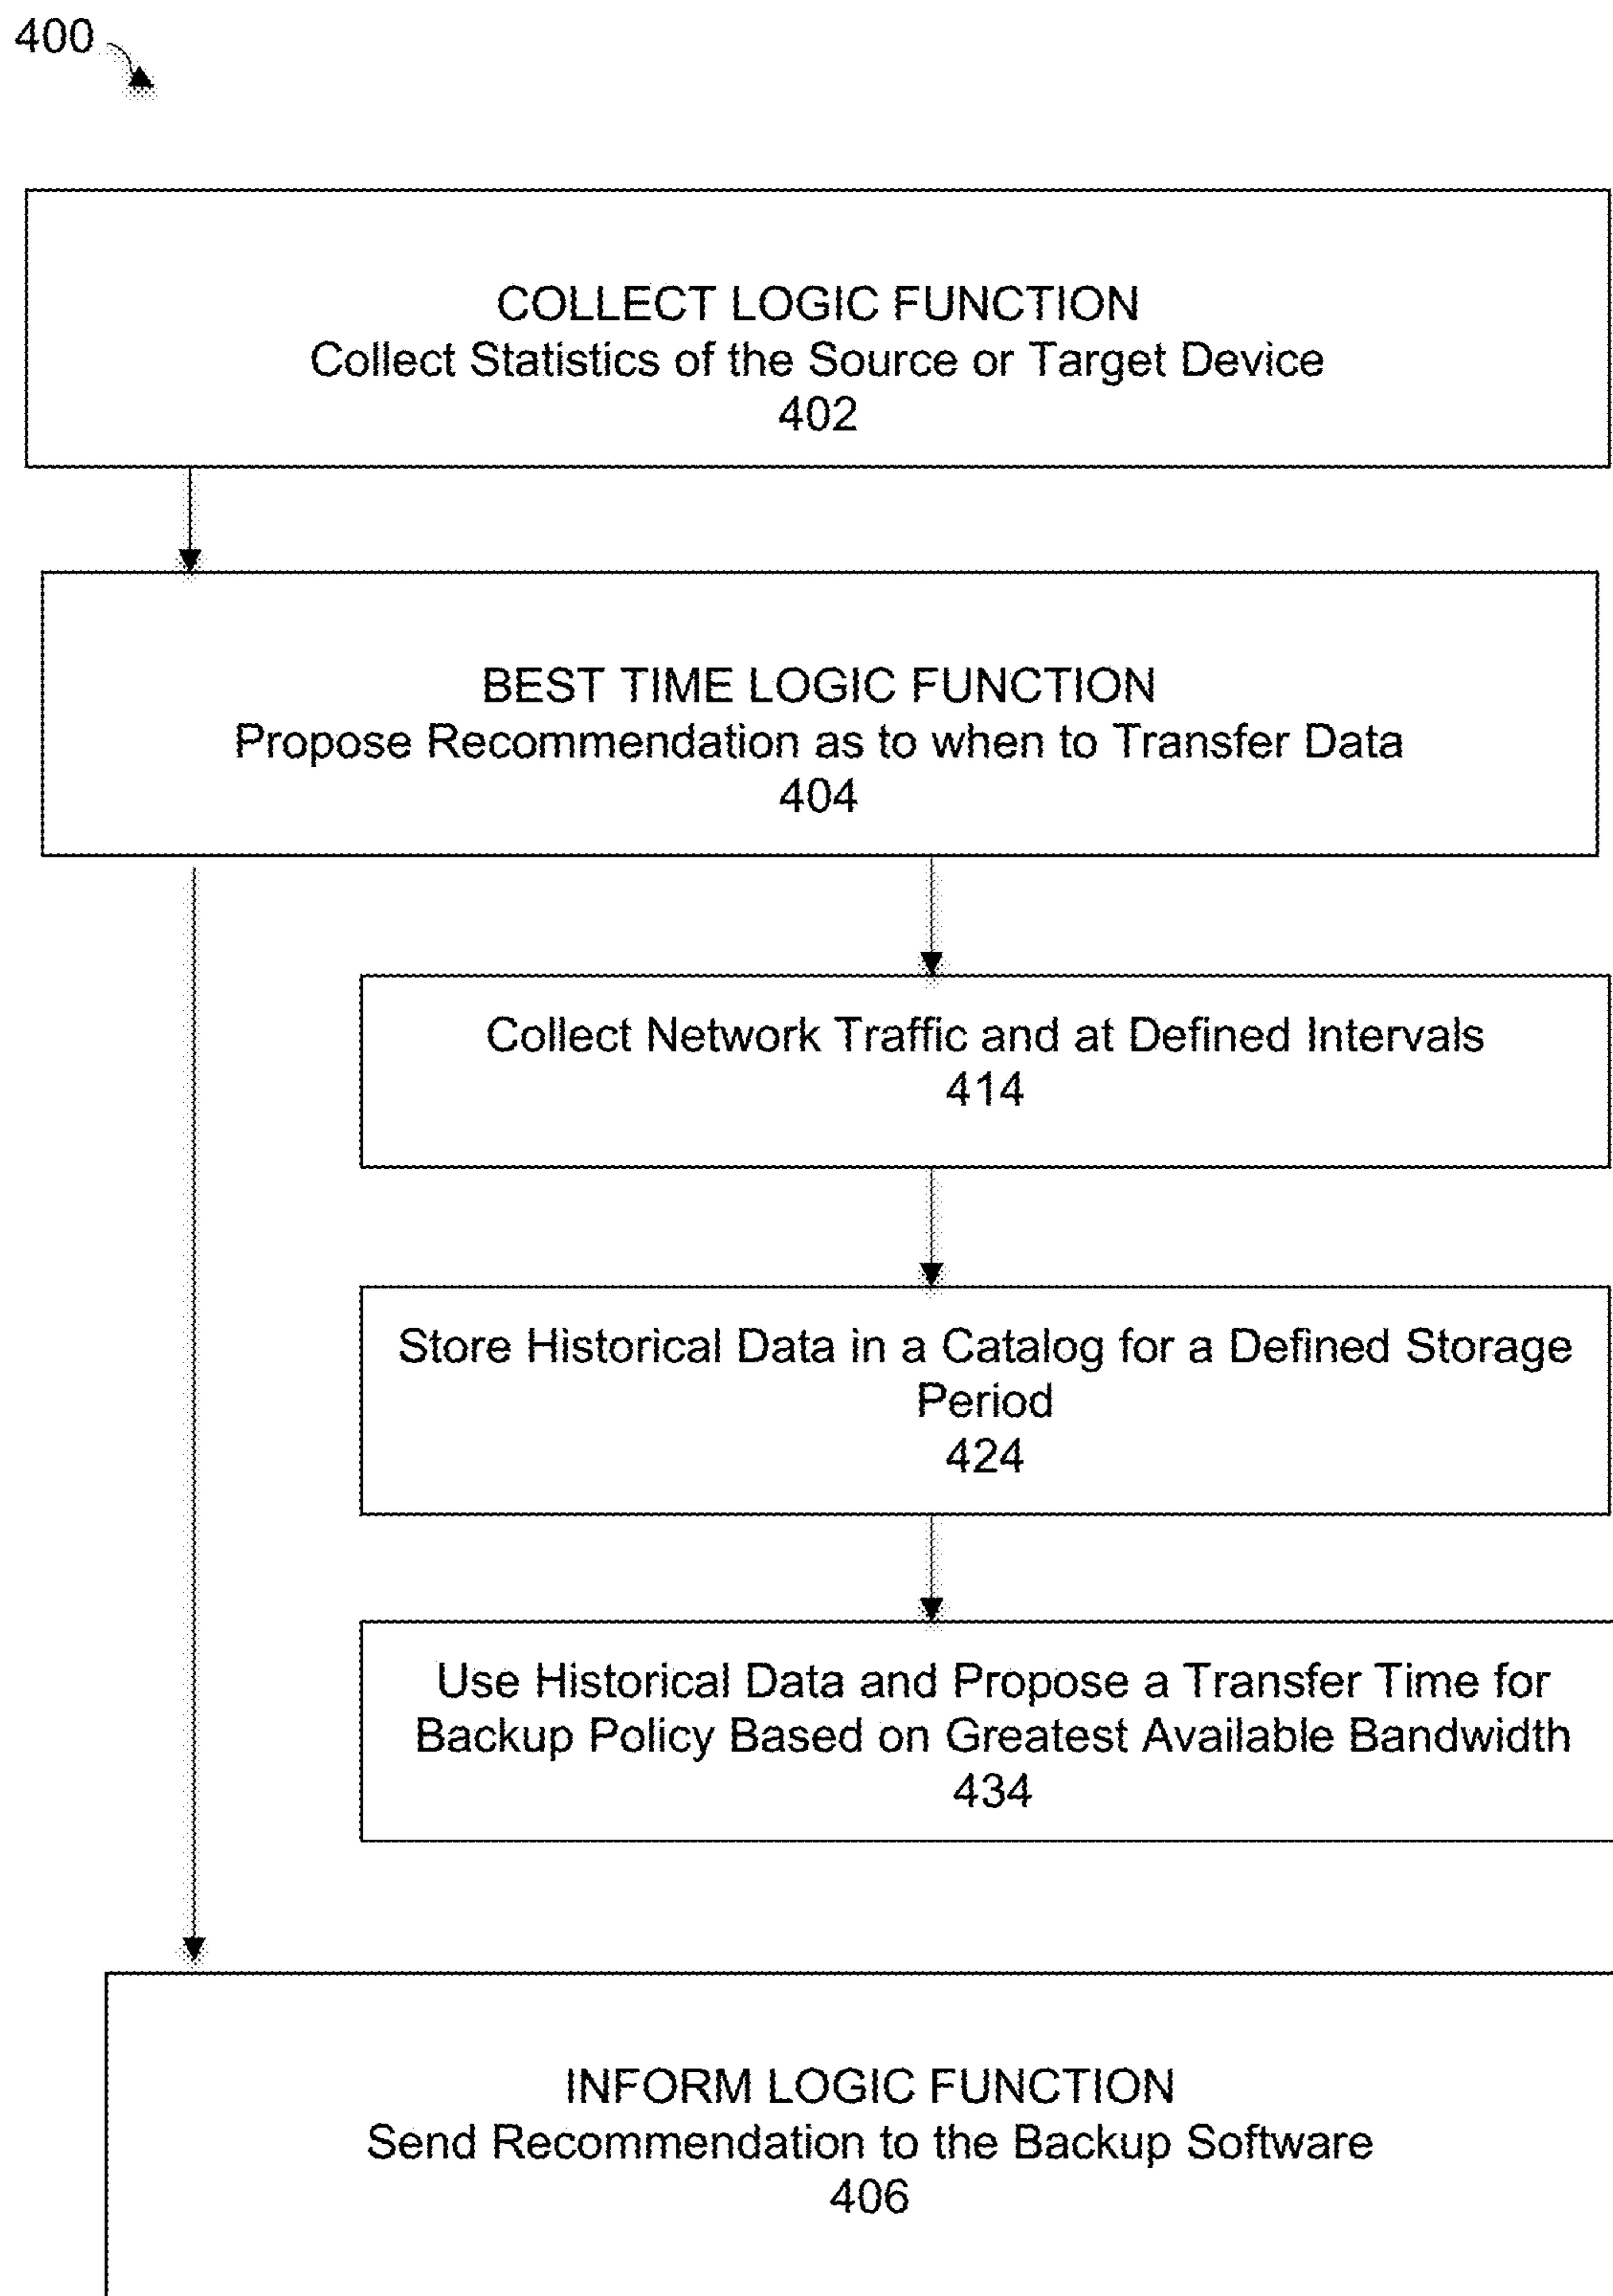 400
COLLECT LOGIC FUNCTION
Collect Statistics of the Source or Target Device
402
BEST TIME LOGIC FUNCTION
Propose Recommendation as to when to Transfer Data
404
Collect Network Traffic and at Defined Intervals
414
Store Historical Data in a Catalog for a Defined Storage
Period
424
Use Historical Data and Propose a Transfer Time for
Backup Policy Based on Greatest Available Bandwidth
434
INFORM LOGIC FUNCTION
Send Recommendation to the Backup Software
406